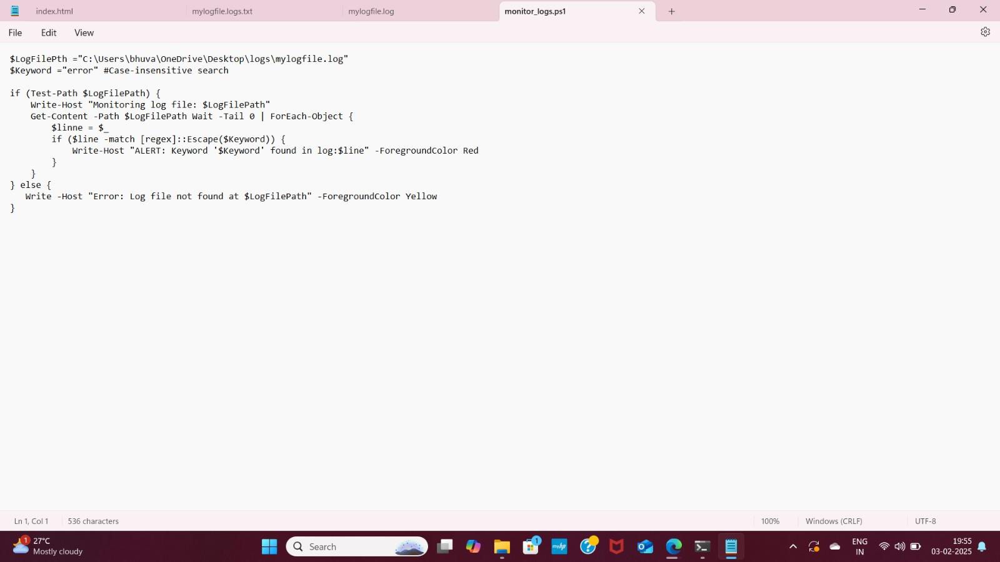 index.html
mylogfile.logs.txt
mylogfile.log
monitor_logs.ps1
File
Edit
View
$LogFilePth ="C:\Users\bhuva\OneDrive\Desktop\logs\mylogfile.log"
$Keyword ="error" #Case-insensitive search
if (Test-Path $LogFilePath) {
Write-Host "Monitoring log file: $LogFilePath"
Get-Content -Path $LogFilePath Wait -Tail 0 | ForEach-Object {
$linne = $_
if ($line -match [regex]::Escape($Keyword)) {
Write-Host "ALERT: Keyword '$Keyword' found in log:$line" -ForegroundColor Red
}
}
} else {
Write -Host "Error: Log file not found at $LogFilePath" -ForegroundColor Yellow
}
Ln 1, Col 1
536 characters
100%
Windows (CRLF)
UTF-8
1
27°C
Mostly cloudy
Search
1
myhp
ENG
IN
19:55
03-02-2025